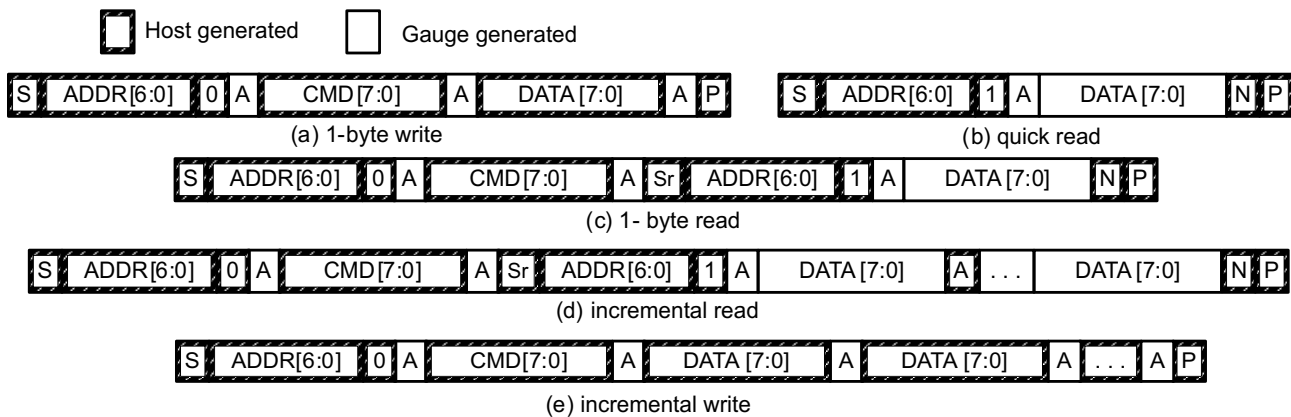 Host generated Gauge generated
S ADDR[6:0] 0 A CMD[7:0] A DATA [7:0] A P S ADDR[6:0] 1 A DATA [7:0] N P
(a) 1-byte write (b) quick read
S ADDR[6:0] 0 A CMD[7:0] A Sr ADDR[6:0] 1 A DATA [7:0] N P
(c) 1- byte read
S ADDR[6:0] 0 A CMD[7:0] A Sr ADDR[6:0] 1 A DATA [7:0] A . . . DATA [7:0] N P
(d) incremental read
S ADDR[6:0] 0 A CMD[7:0] A DATA [7:0] A DATA [7:0] A . . . A P
(e) incremental write